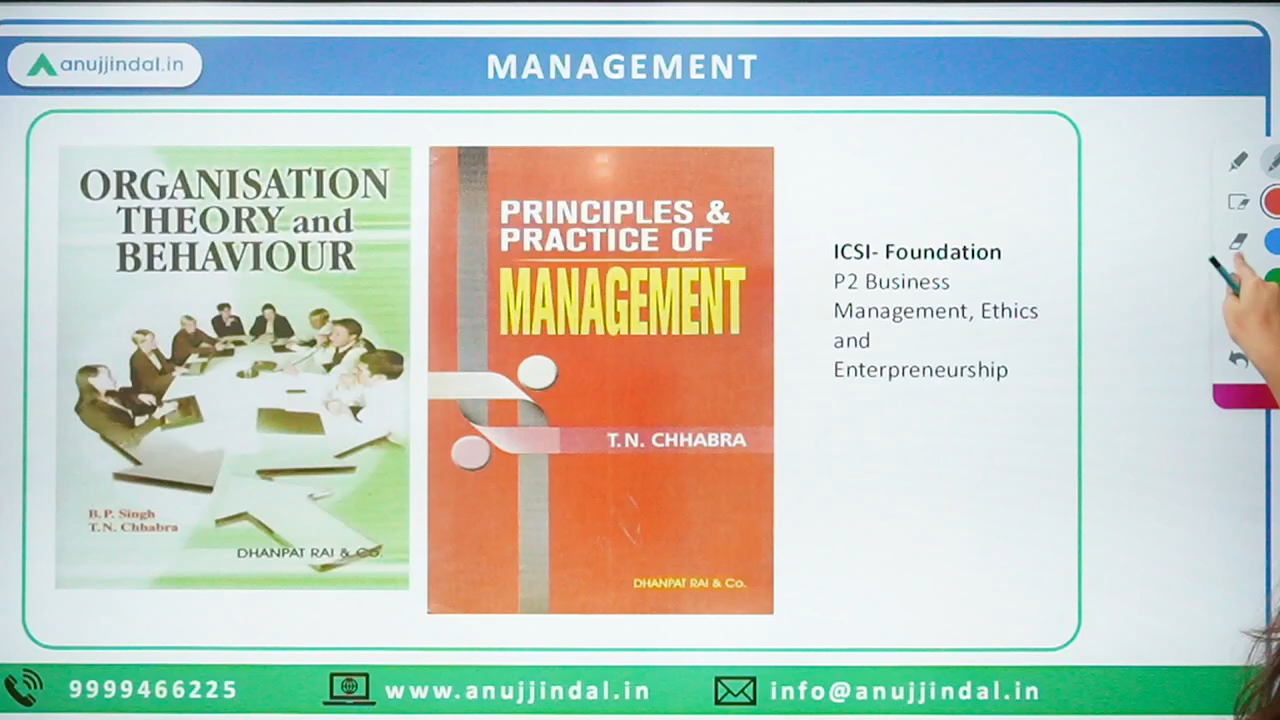 anujjindal.in
MANAGEMENT
ORGANISATION
THEORY and
BEHAVIOUR
B.P. Singh
T.N. Chhabra
DHANPAT RAI & Co.
PRINCIPLES &
PRACTICE OF
MANAGEMENT
T.N. CHHABRA
DHANPAT RAI & Co.
ICSI- Foundation
P2 Business
Management, Ethics
and
Enterpreneurship
9999466225
www.anujjindal.in
info@anujjindal.in